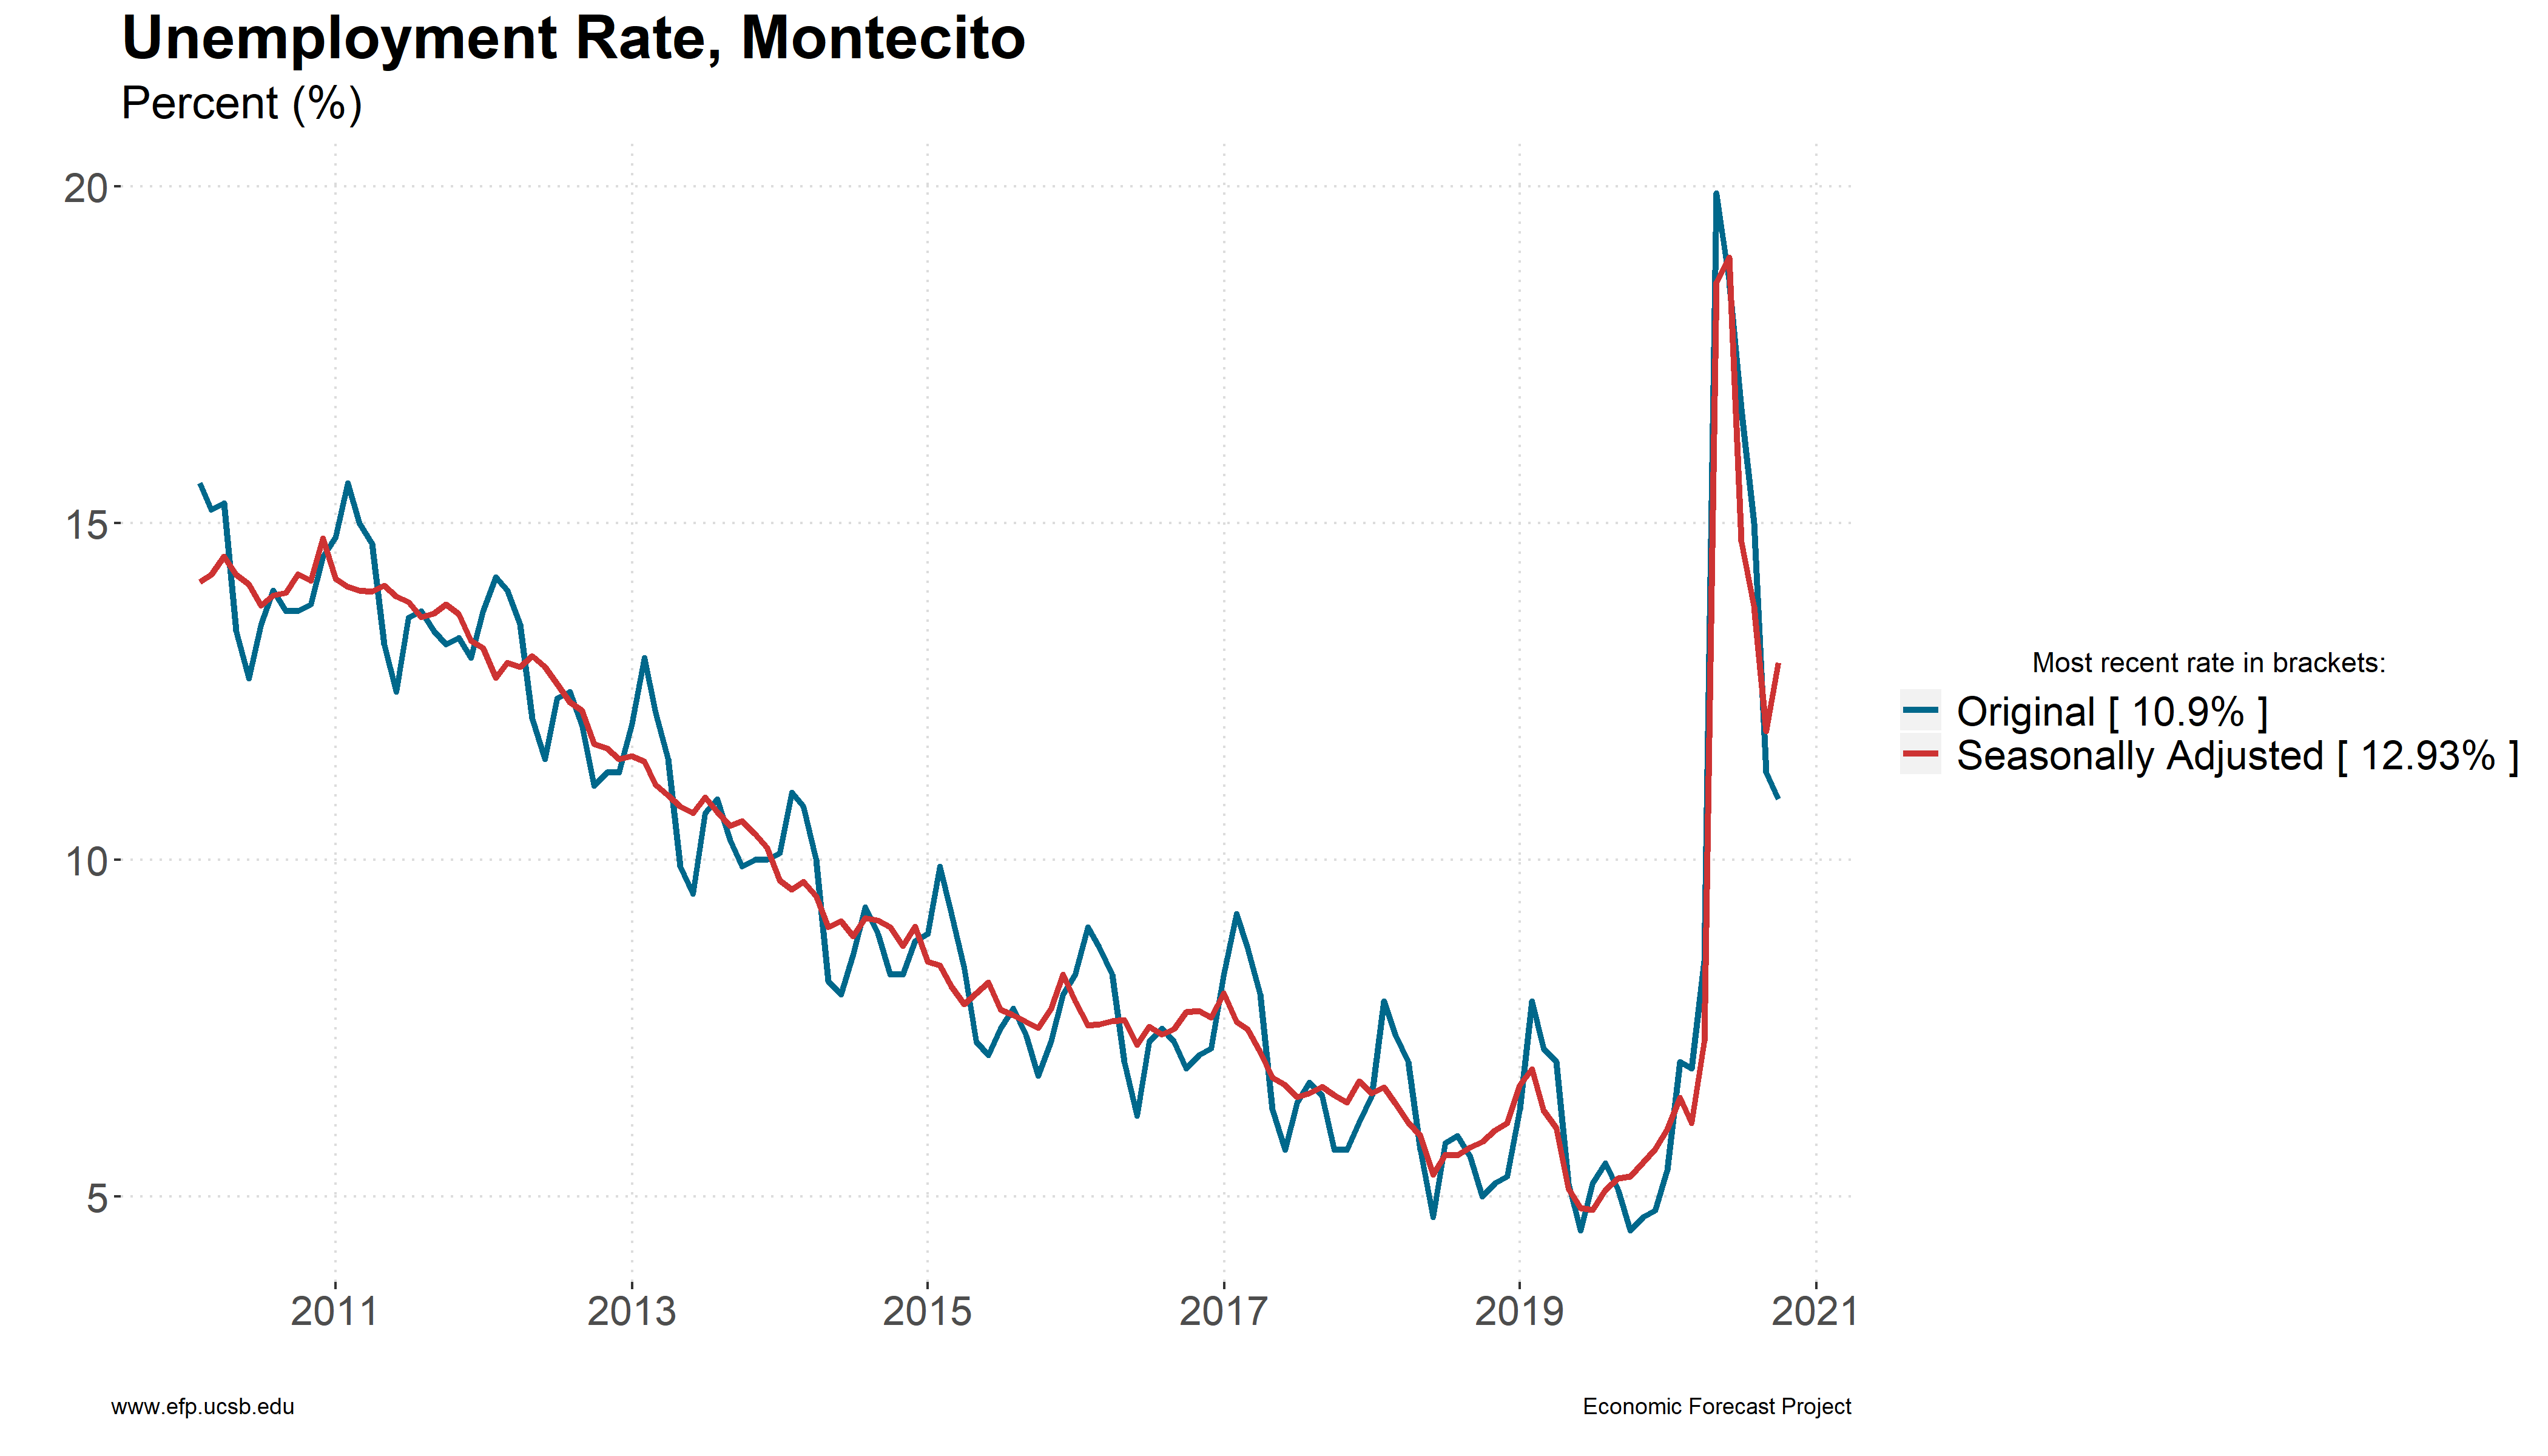 Unemployment Rate, Montecito
Percent (%)
20
15
10
5
2011 2013 2015 2017 2019 2021
Most recent rate in brackets:
Original [ 10.9% ]
Seasonally Adjusted [ 12.93% ]
www.efp.ucsb.edu Economic Forecast Project